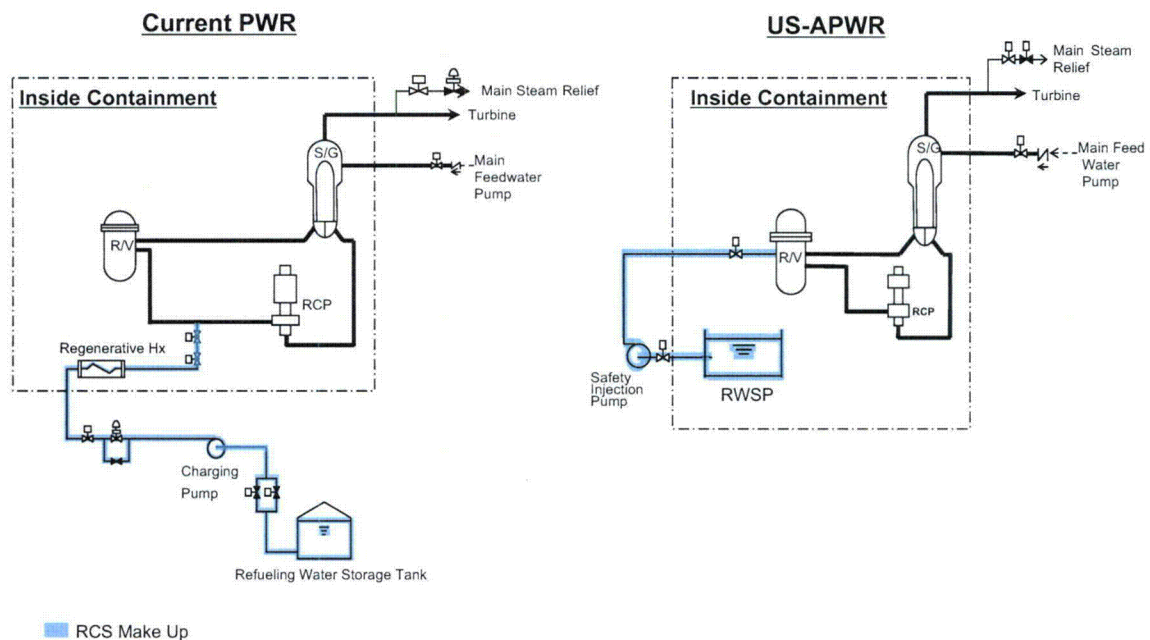 Current PWR
Inside Containment
Main Steam Relief
Turbine
S/G
Main
Feedwater
Pump
R/V
RCP
Regenerative Hx
Charging
Pump
Refueling Water Storage Tank
RCS Make Up
US-APWR
Inside Containment
Main Steam
Relief
Turbine
S/G
Main Feed
Water
Pump
R/V
RCP
Safety
Injection
Pump
RWSP